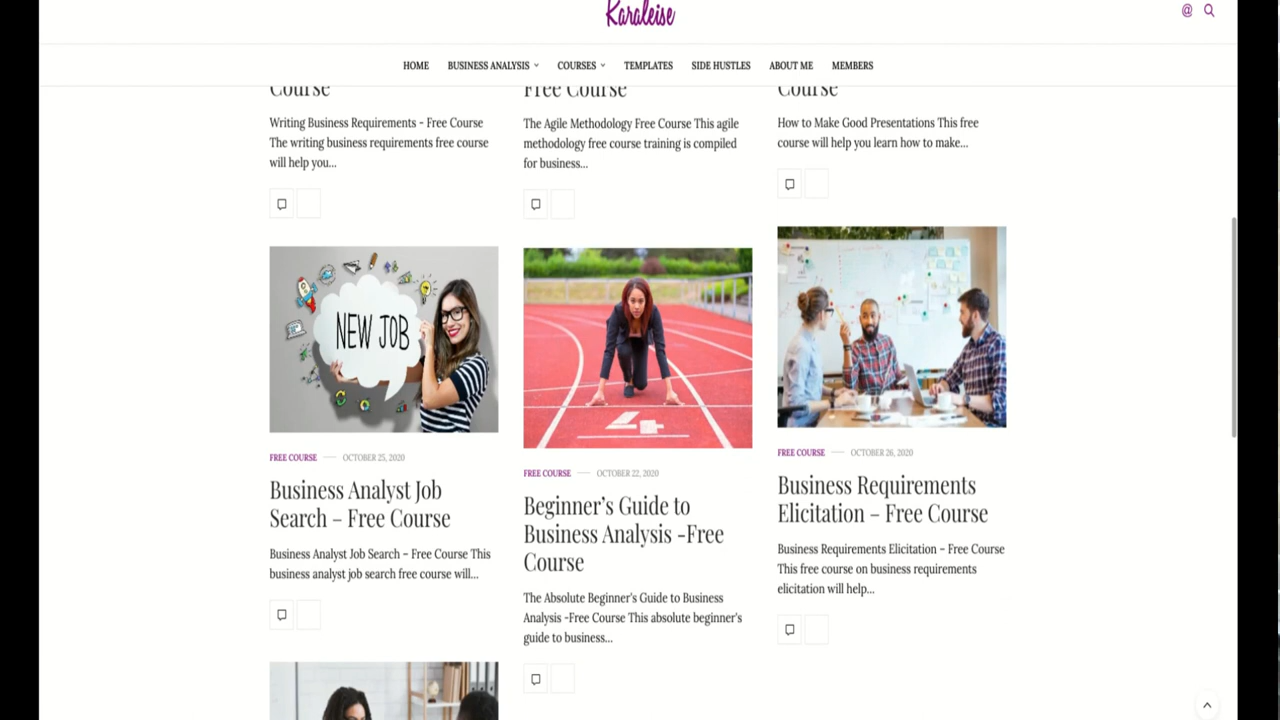 Karaleise
@
HOME BUSINESS ANALYSIS COURSES TEMPLATES SIDE HUSTLES ABOUT ME MEMBERS
Course
Writing Business Requirements - Free Course
The writing business requirements free course
will help you...
Free Course
The Agile Methodology Free Course This agile
methodology free course training is compiled
for business...
Course
How to Make Good Presentations This free
course will help you learn how to make...
NEW JOB
FREE COURSE — OCTOBER 25, 2020
Business Analyst Job
Search – Free Course
Business Analyst Job Search – Free Course This
business analyst job search free course will...
4
FREE COURSE — OCTOBER 22, 2020
Beginner's Guide to
Business Analysis -Free
Course
The Absolute Beginner's Guide to Business
Analysis -Free Course This absolute beginner's
guide to business...
FREE COURSE — OCTOBER 26, 2020
Business Requirements
Elicitation – Free Course
Business Requirements Elicitation – Free Course
This free course on business requirements
elicitation will help...